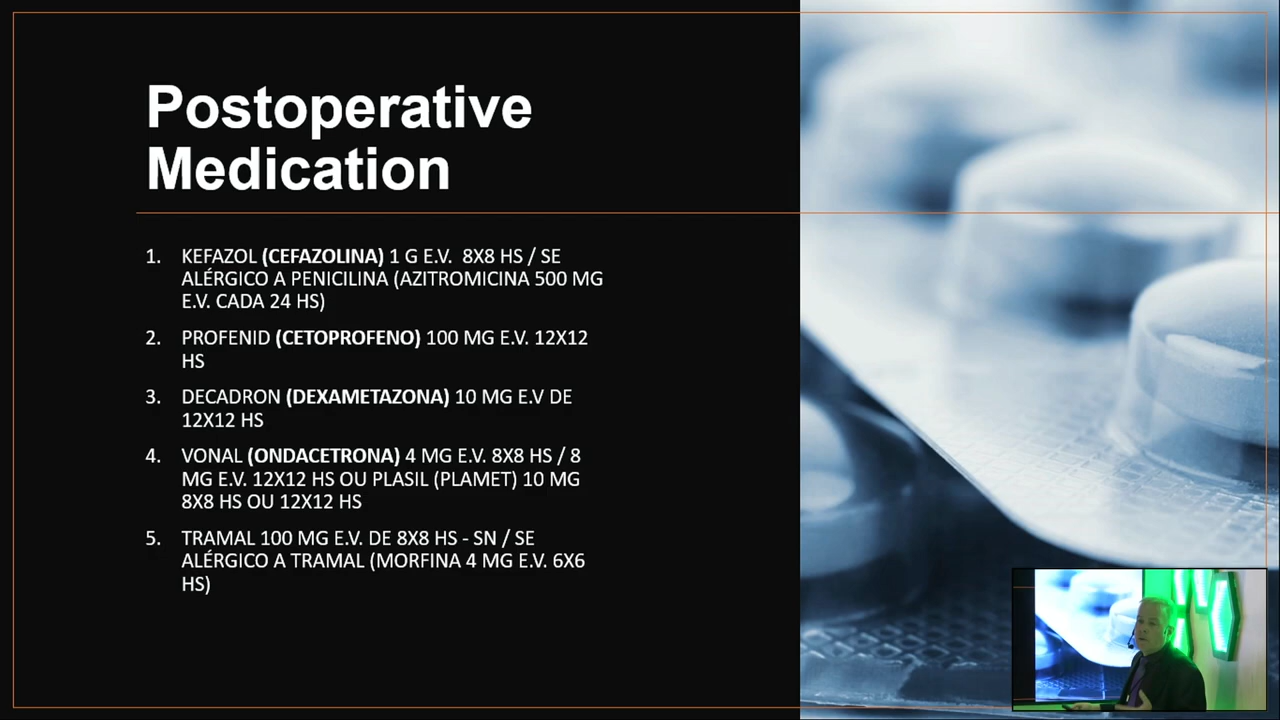 Postoperative
Medication
1. KEFAZOL (CEFAZOLINA) 1 G E.V. 8X8 HS / SE
ALÉRGICO A PENICILINA (AZITROMICINA 500 MG
E.V. CADA 24 HS)
2. PROFENID (CETOPROFENO) 100 MG E.V. 12X12
HS
3. DECADRON (DEXAMETAZONA) 10 MG E.V DE
12X12 HS
4. VONAL (ONDACETRONA) 4 MG E.V. 8X8 HS / 8
MG E.V. 12X12 HS OU PLASIL (PLAMET) 10 MG
8X8 HS OU 12X12 HS
5. TRAMAL 100 MG E.V. DE 8X8 HS - SN / SE
ALÉRGICO A TRAMAL (MORFINA 4 MG E.V. 6X6
HS)